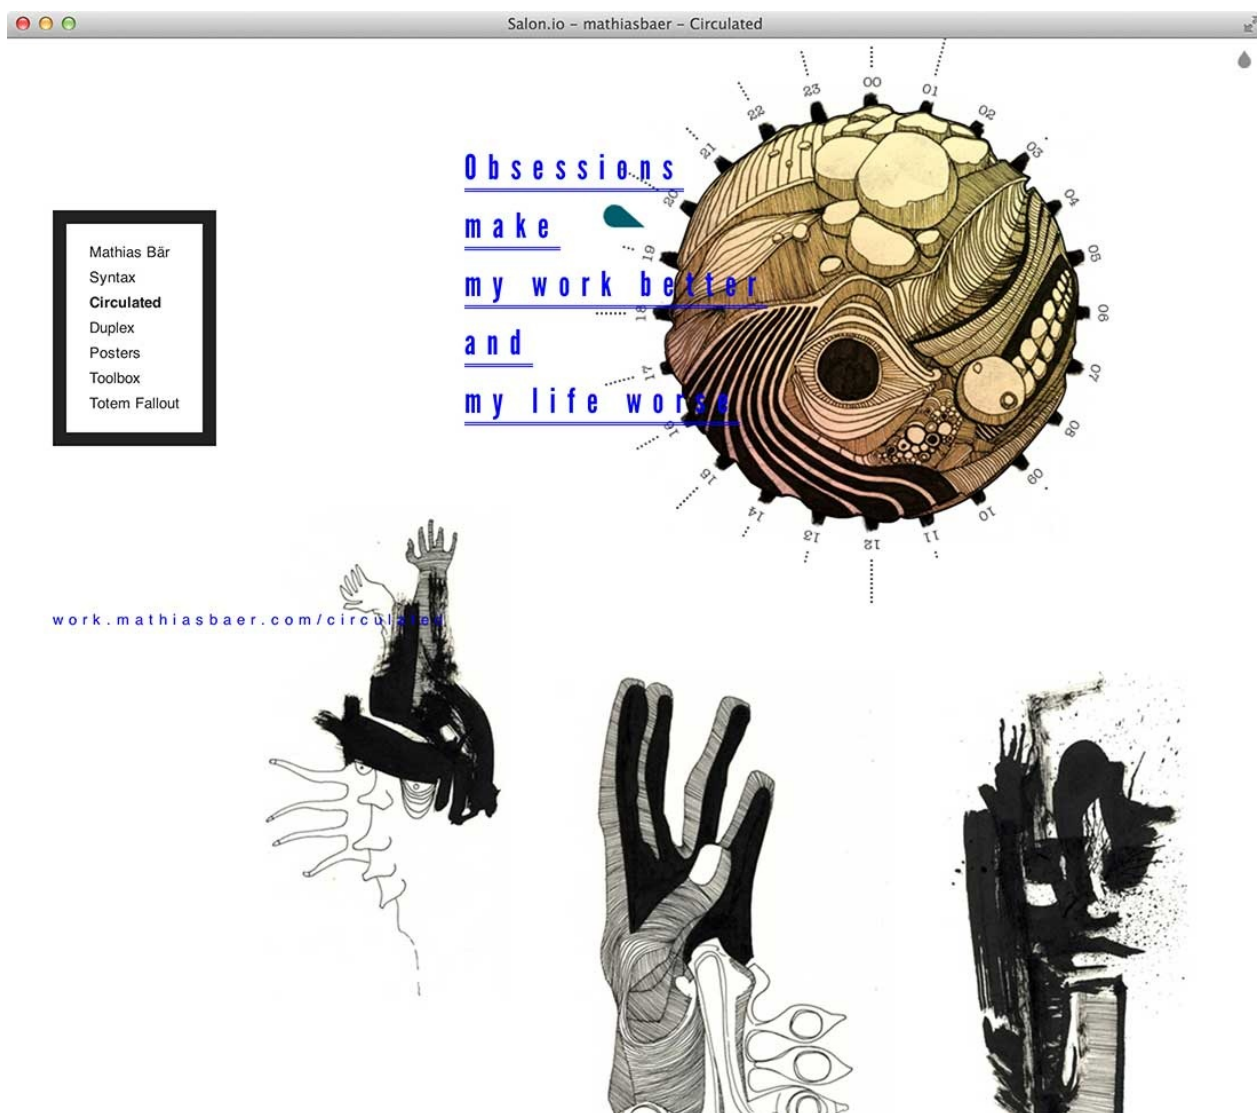 Salon.io – mathiasbaer – Circulated
Obsessions
make
my work better
and
my life worse
Mathias Bär
Syntax
Circulated
Duplex
Posters
Toolbox
Totem Fallout
00
01
02
03
04
05
06
07
08
09
10
11
12
13
14
15
16
17
18
19
20
21
22
23
work.mathiasbaer.com/circulated